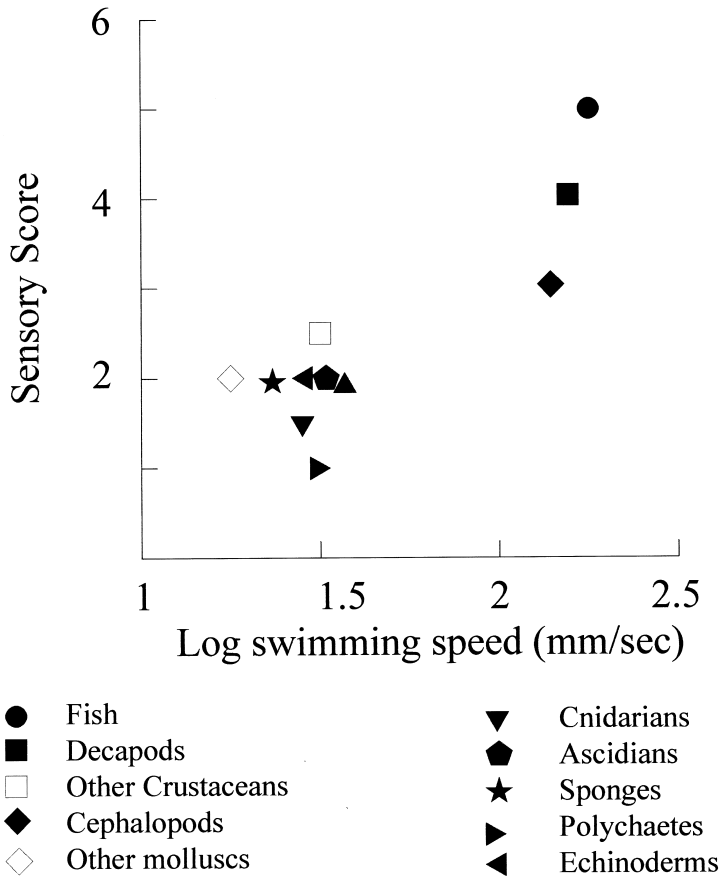 6
4
2
Sensory Score
1
1.5
2
2.5
Log swimming speed (mm/sec)
Fish
Decapods
Other Crustaceans
Cephalopods
Other molluscs
Cnidarians
Ascidians
Sponges
Polychaetes
Echinoderms